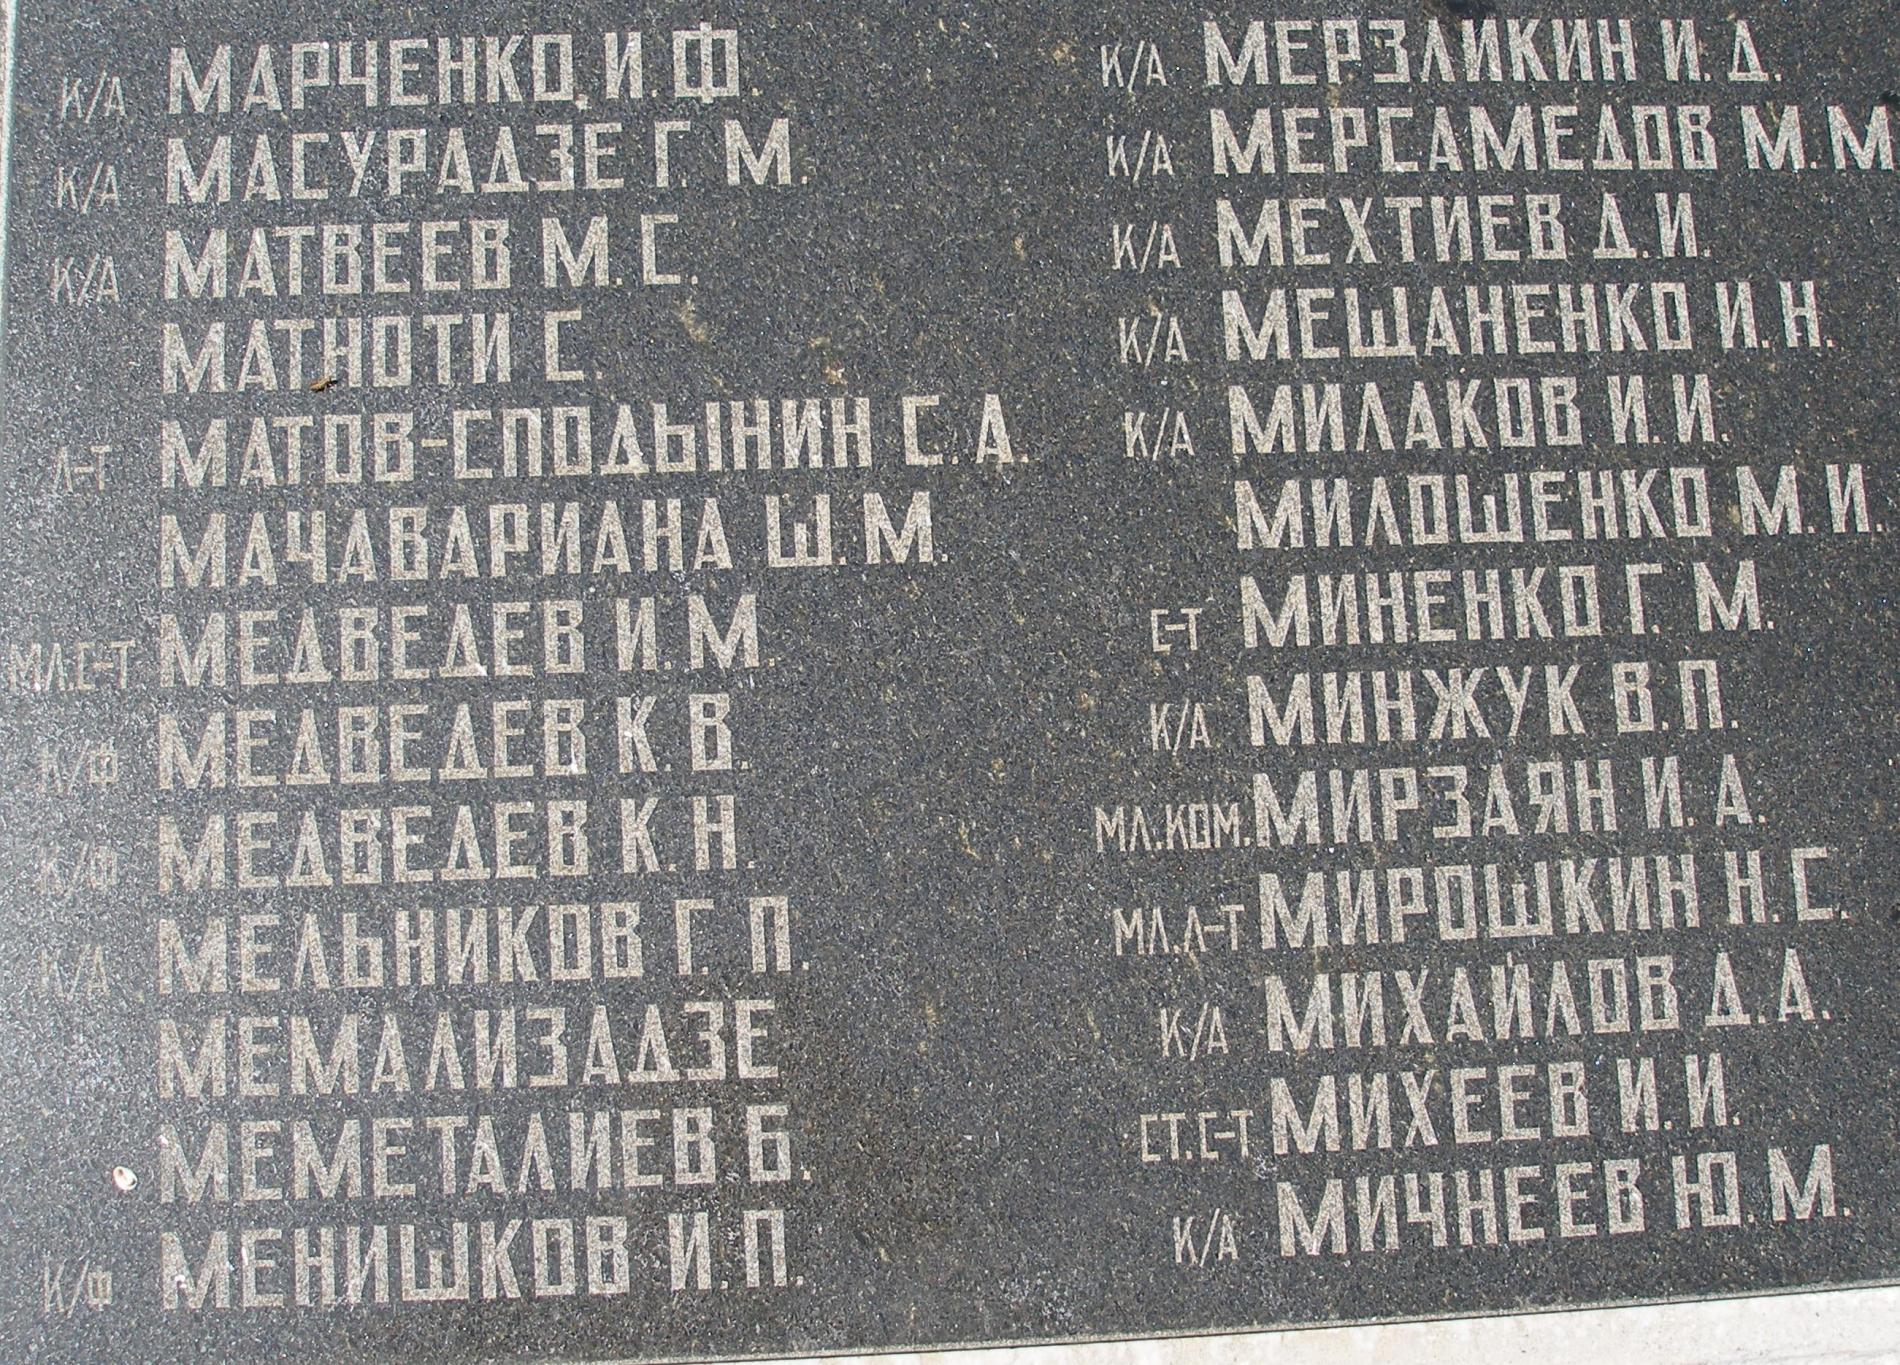 К/А МАРЧЕНКО И.Ф.
К/А МАСУРАДЗЕ Г. М.
К/А МАТВЕЕВ М. С.
МАТНОТИ С.
Л-Т МАТОВ-СПОДЫНИН С. А.
МАЧАВАРИАНА Ш. М.
МЛ.С-Т МЕДВЕДЕВ И. М.
К/Ф МЕДВЕДЕВ К. В.
К/Ф МЕДВЕДЕВ К. Н.
К/А МЕЛЬНИКОВ Г. П.
МЕМАЛИЗАДЗЕ
МЕМЕТАЛИЕВ Б.
К/Ф МЕНИШКОВ И. П.
К/А МЕРЗЛИКИН И. Д.
К/А МЕРСАМЕДОВ М. М
К/А МЕХТИЕВ Д. И.
К/А МЕЩАНЕНКО И. Н.
К/А МИЛАКОВ И. И.
МИЛОШЕНКО М. И.
С-Т МИНЕНКО Г. М.
К/А МИНЖУК В. П.
МЛ.КОМ. МИРЗАЯН И. А.
МЛ.Л-Т МИРОШКИН Н. С.
К/А МИХАЙЛОВ Д. А.
СТ.С-Т МИХЕЕВ И. И.
К/А МИЧНЕЕВ Ю. М.